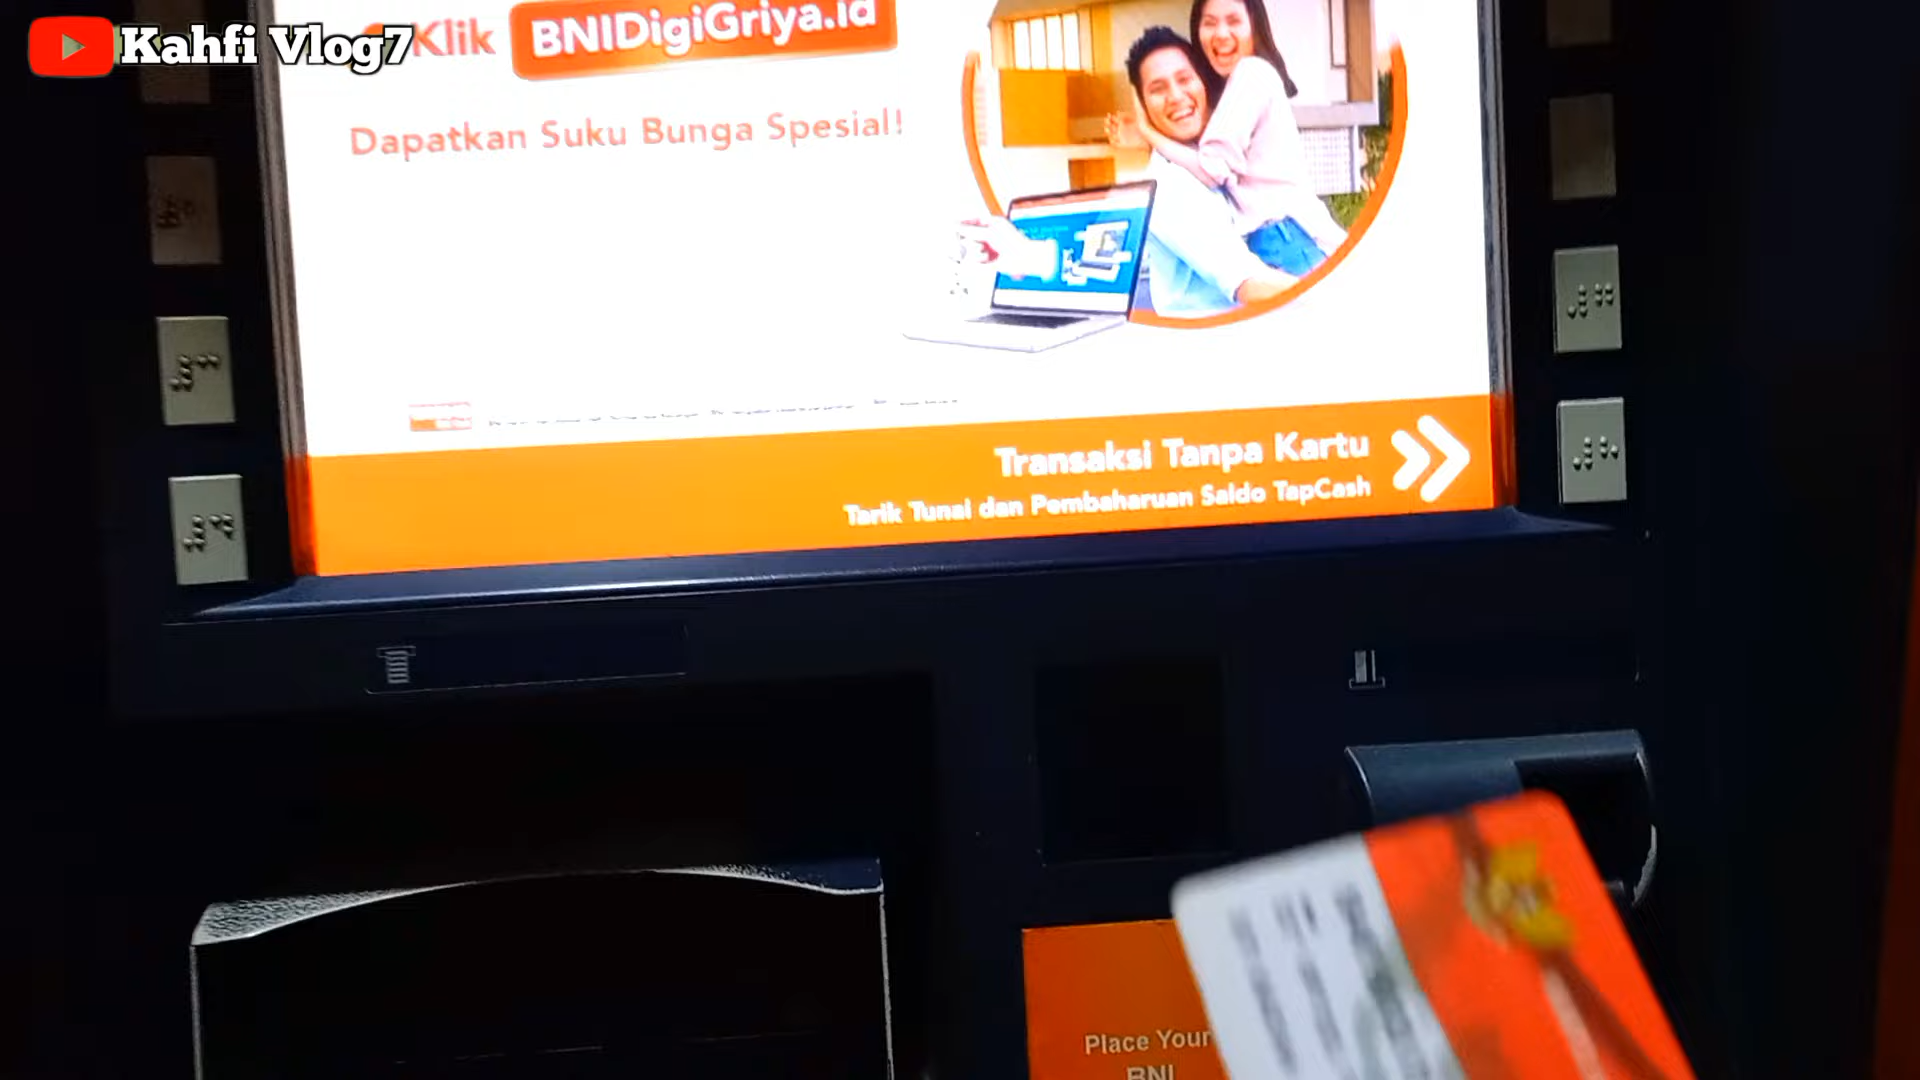 Kahfi Vlog7
Klik BNIDigiGriya.id
Dapatkan Suku Bunga Spesial!
Transaksi Tanpa Kartu
Tarik Tunai dan Pembaharuan Saldo TapCash
Place Your
BNI